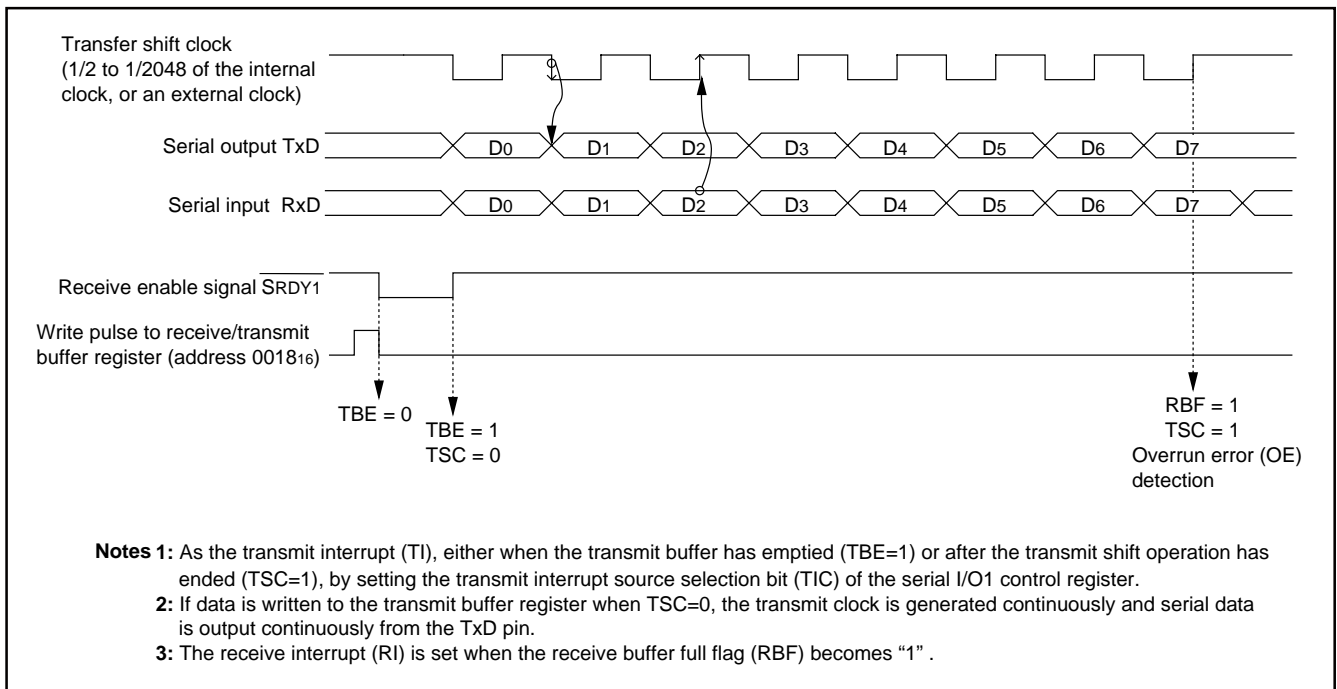 Transfer shift clock
(1/2 to 1/2048 of the internal
clock, or an external clock)
Serial output TxD
D0 D1 D2 D3 D4 D5 D6 D7
Serial input RxD
D0 D1 D2 D3 D4 D5 D6 D7
Receive enable signal SRDY1
Write pulse to receive/transmit
buffer register (address 001816)
TBE = 0
TBE = 1
TSC = 0
RBF = 1
TSC = 1
Overrun error (OE)
detection
Notes 1: As the transmit interrupt (TI), either when the transmit buffer has emptied (TBE=1) or after the transmit shift operation has
ended (TSC=1), by setting the transmit interrupt source selection bit (TIC) of the serial I/O1 control register.
2: If data is written to the transmit buffer register when TSC=0, the transmit clock is generated continuously and serial data
is output continuously from the TxD pin.
3: The receive interrupt (RI) is set when the receive buffer full flag (RBF) becomes “1” .